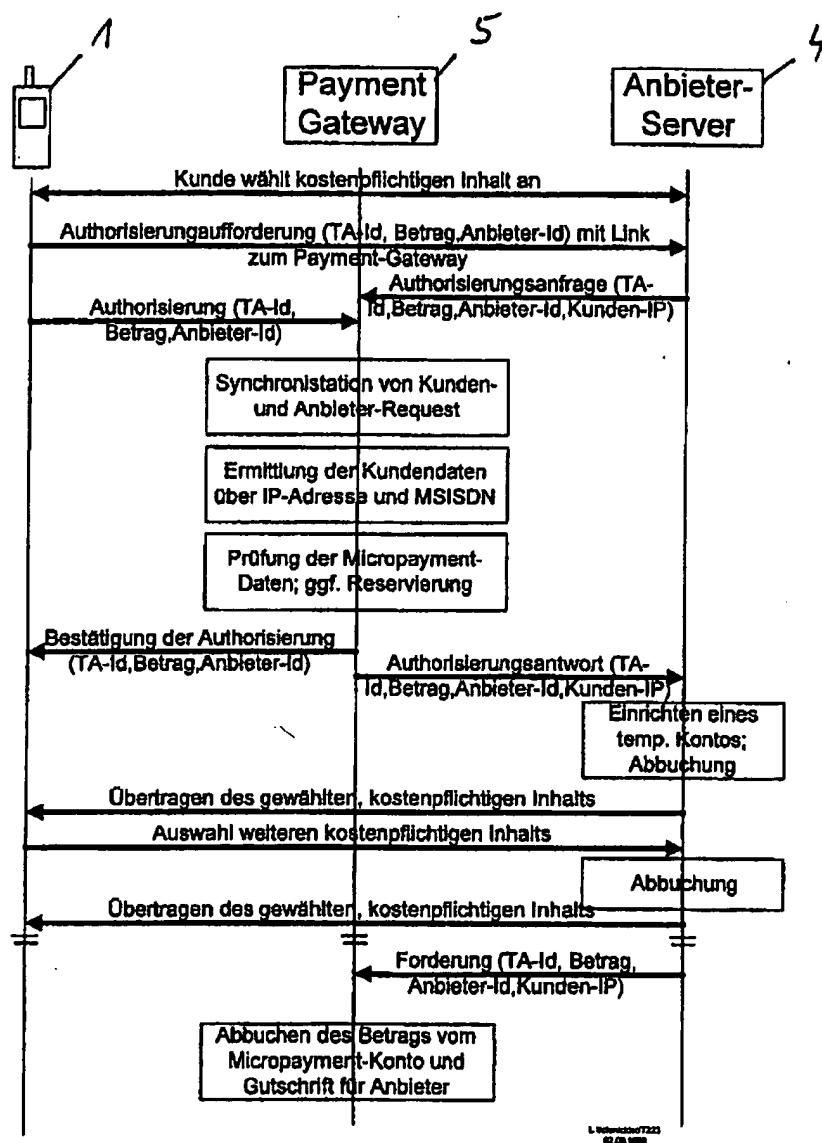 1
5
4
Payment
Gateway
Anbieter-
Server
Kunde wählt kostenpflichtigen Inhalt an
Authorisierungaufforderung (TA-Id, Betrag,Anbieter-Id) mit Link
zum Payment-Gateway
Authorisierungsanfrage (TA-
Id,Betrag,Anbieter-Id,Kunden-IP)
Authorisierung (TA-Id,
Betrag,Anbieter-Id)
Synchronistation von Kunden-
und Anbieter-Request
Ermittlung der Kundendaten
über IP-Adresse und MSISDN
Prüfung der Micropayment-
Daten; ggf. Reservierung
Bestätigung der Authorisierung
(TA-Id,Betrag,Anbieter-Id)
Authorisierungsantwort (TA-
Id,Betrag,Anbieter-Id,Kunden-IP)
Einrichten eines
temp. Kontos;
Abbuchung
Übertragen des gewählten, kostenpflichtigen Inhalts
Auswahl weiteren kostenpflichtigen Inhalts
Abbuchung
Übertragen des gewählten, kostenpflichtigen Inhalts
Forderung (TA-Id, Betrag,
Anbieter-Id,Kunden-IP)
Abbuchen des Betrags vom
Micropayment-Konto und
Gutschrift für Anbieter